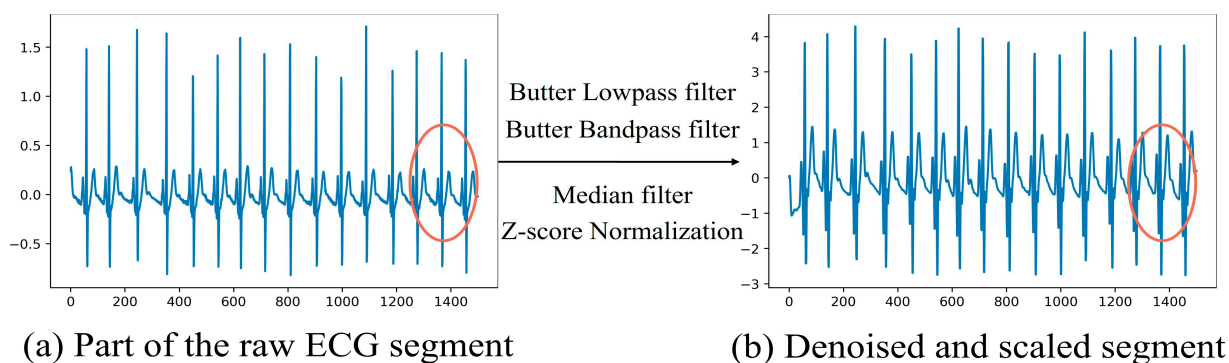 1.5
1.0
0.5
0.0
−0.5
0 200 400 600 800 1000 1200 1400
Butter Lowpass filter
Butter Bandpass filter
Median filter
Z-score Normalization
4
3
2
1
0
−1
−2
−3
0 200 400 600 800 1000 1200 1400
(a) Part of the raw ECG segment
(b) Denoised and scaled segment